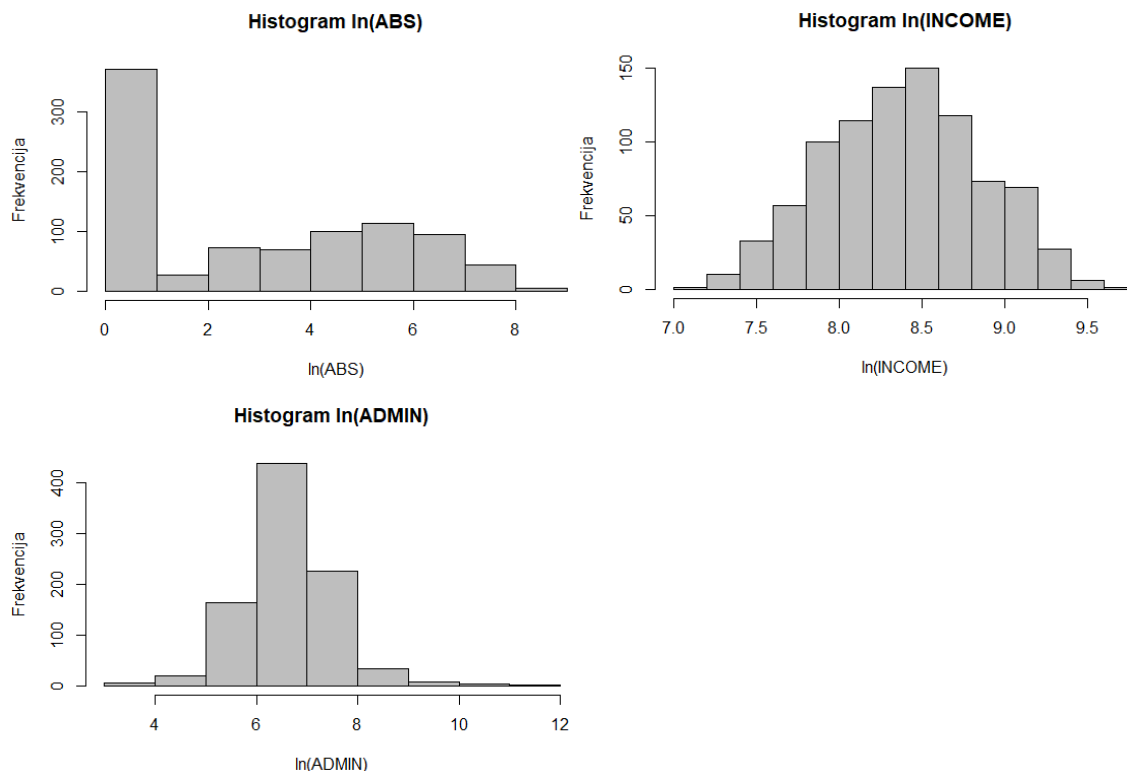 Histogram ln(ABS)
Frekvencija
0 100 200 300
0 2 4 6 8
ln(ABS)
Histogram ln(INCOME)
Frekvencija
0 50 100 150
7.0 7.5 8.0 8.5 9.0 9.5
ln(INCOME)
Histogram ln(ADMIN)
Frekvencija
0 100 200 300 400
4 6 8 10 12
ln(ADMIN)